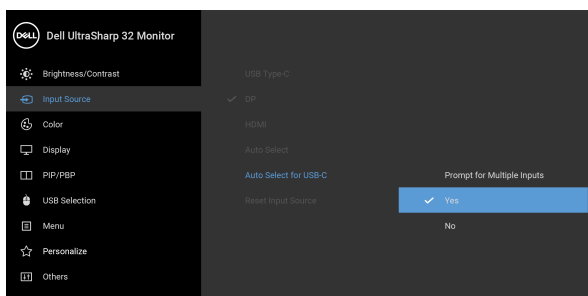 DELL Dell UltraSharp 32 Monitor
Brightness/Contrast
USB Type-C
Input Source
DP
Color
HDMI
Display
Auto Select
PIP/PBP
Auto Select for USB-C
Prompt for Multiple Inputs
USB Selection
Reset Input Source
Yes
Menu
No
Personalize
Others